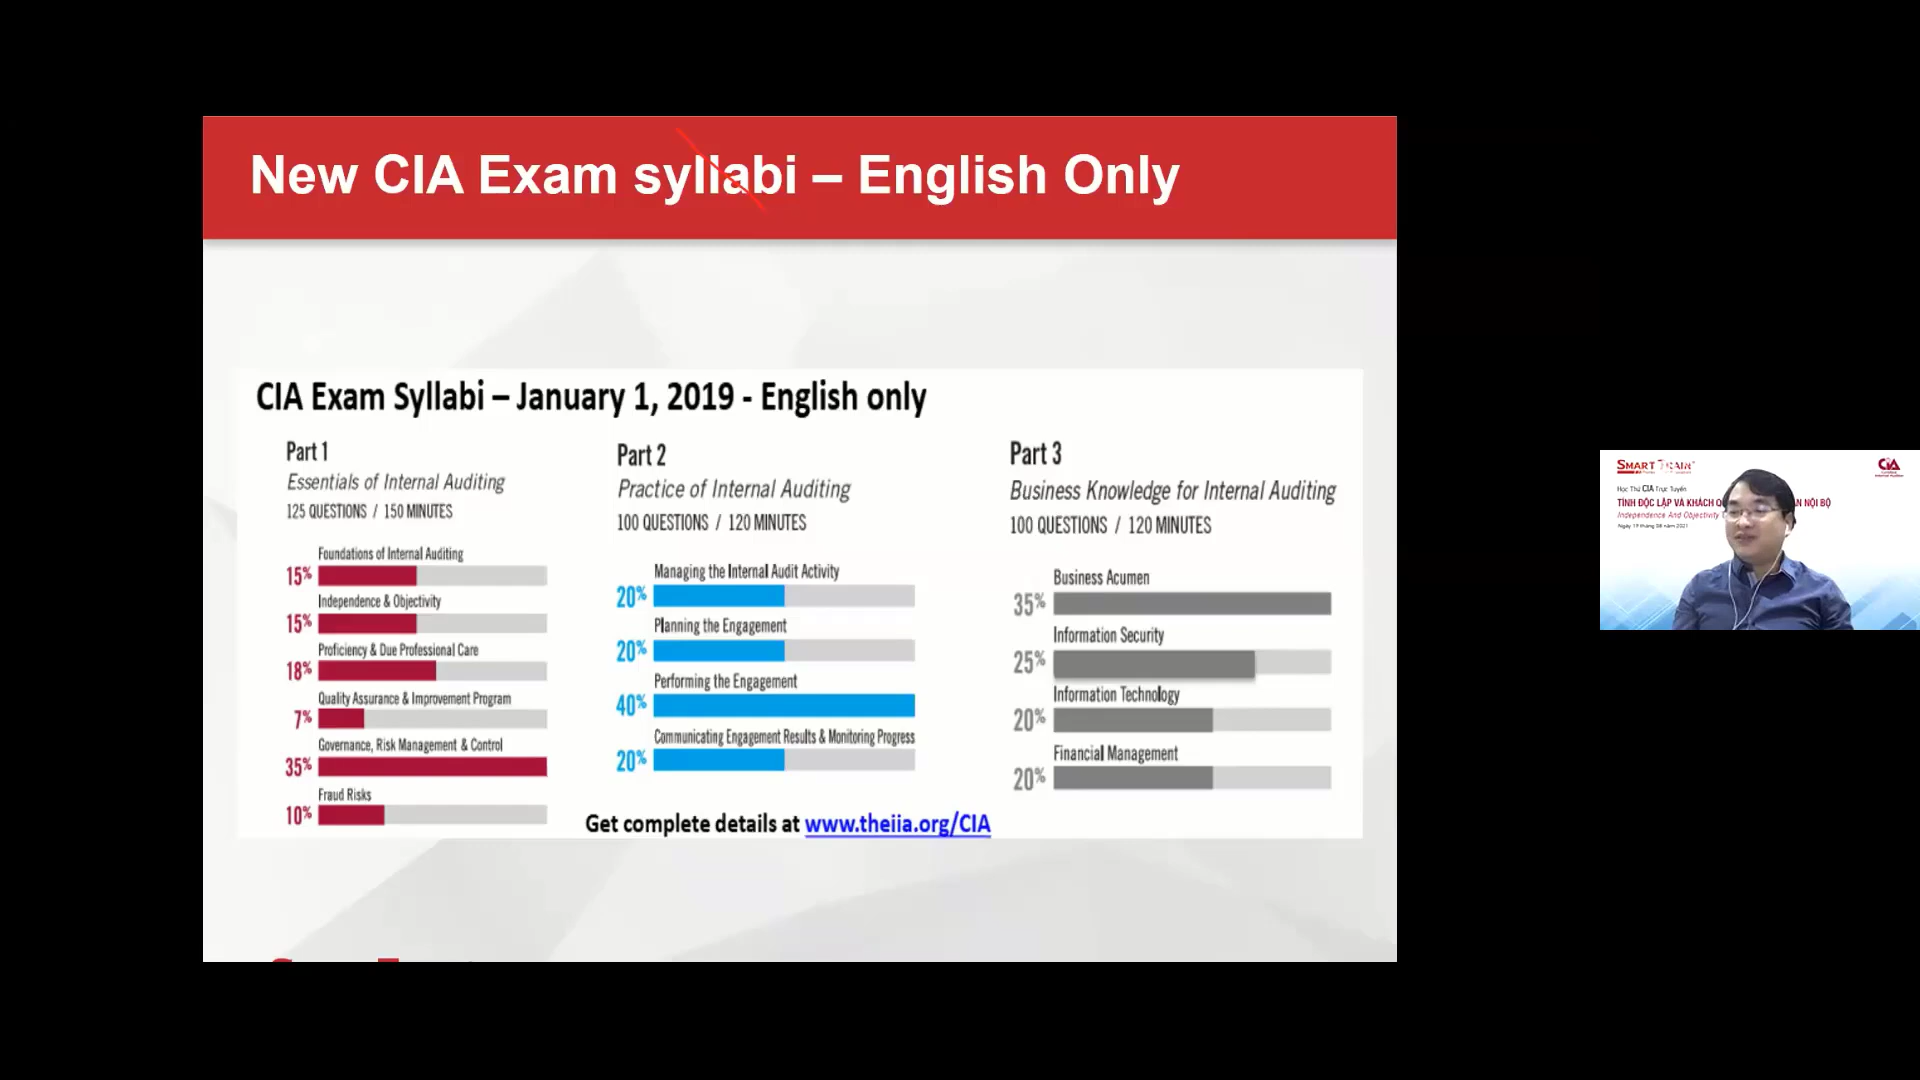 New CIA Exam syllabi – English Only
CIA Exam Syllabi – January 1, 2019 - English only
Part 1
Essentials of Internal Auditing
125 QUESTIONS / 150 MINUTES
Foundations of Internal Auditing
15%
Independence & Objectivity
15%
Proficiency & Due Professional Care
18%
Quality Assurance & Improvement Program
7%
Governance, Risk Management & Control
35%
Fraud Risks
10%
Part 2
Practice of Internal Auditing
100 QUESTIONS / 120 MINUTES
Managing the Internal Audit Activity
20%
Planning the Engagement
20%
Performing the Engagement
40%
Communicating Engagement Results & Monitoring Progress
20%
Part 3
Business Knowledge for Internal Auditing
100 QUESTIONS / 120 MINUTES
Business Acumen
35%
Information Security
25%
Information Technology
20%
Financial Management
20%
Get complete details at www.theiia.org/CIA
SMART TRAIN
CIA
Học Thử CIA Trực Tuyến
TÍNH ĐỘC LẬP VÀ KHÁCH NỘI BỘ
Independence And Objectivity
Ngày 19 tháng 08 năm 2021